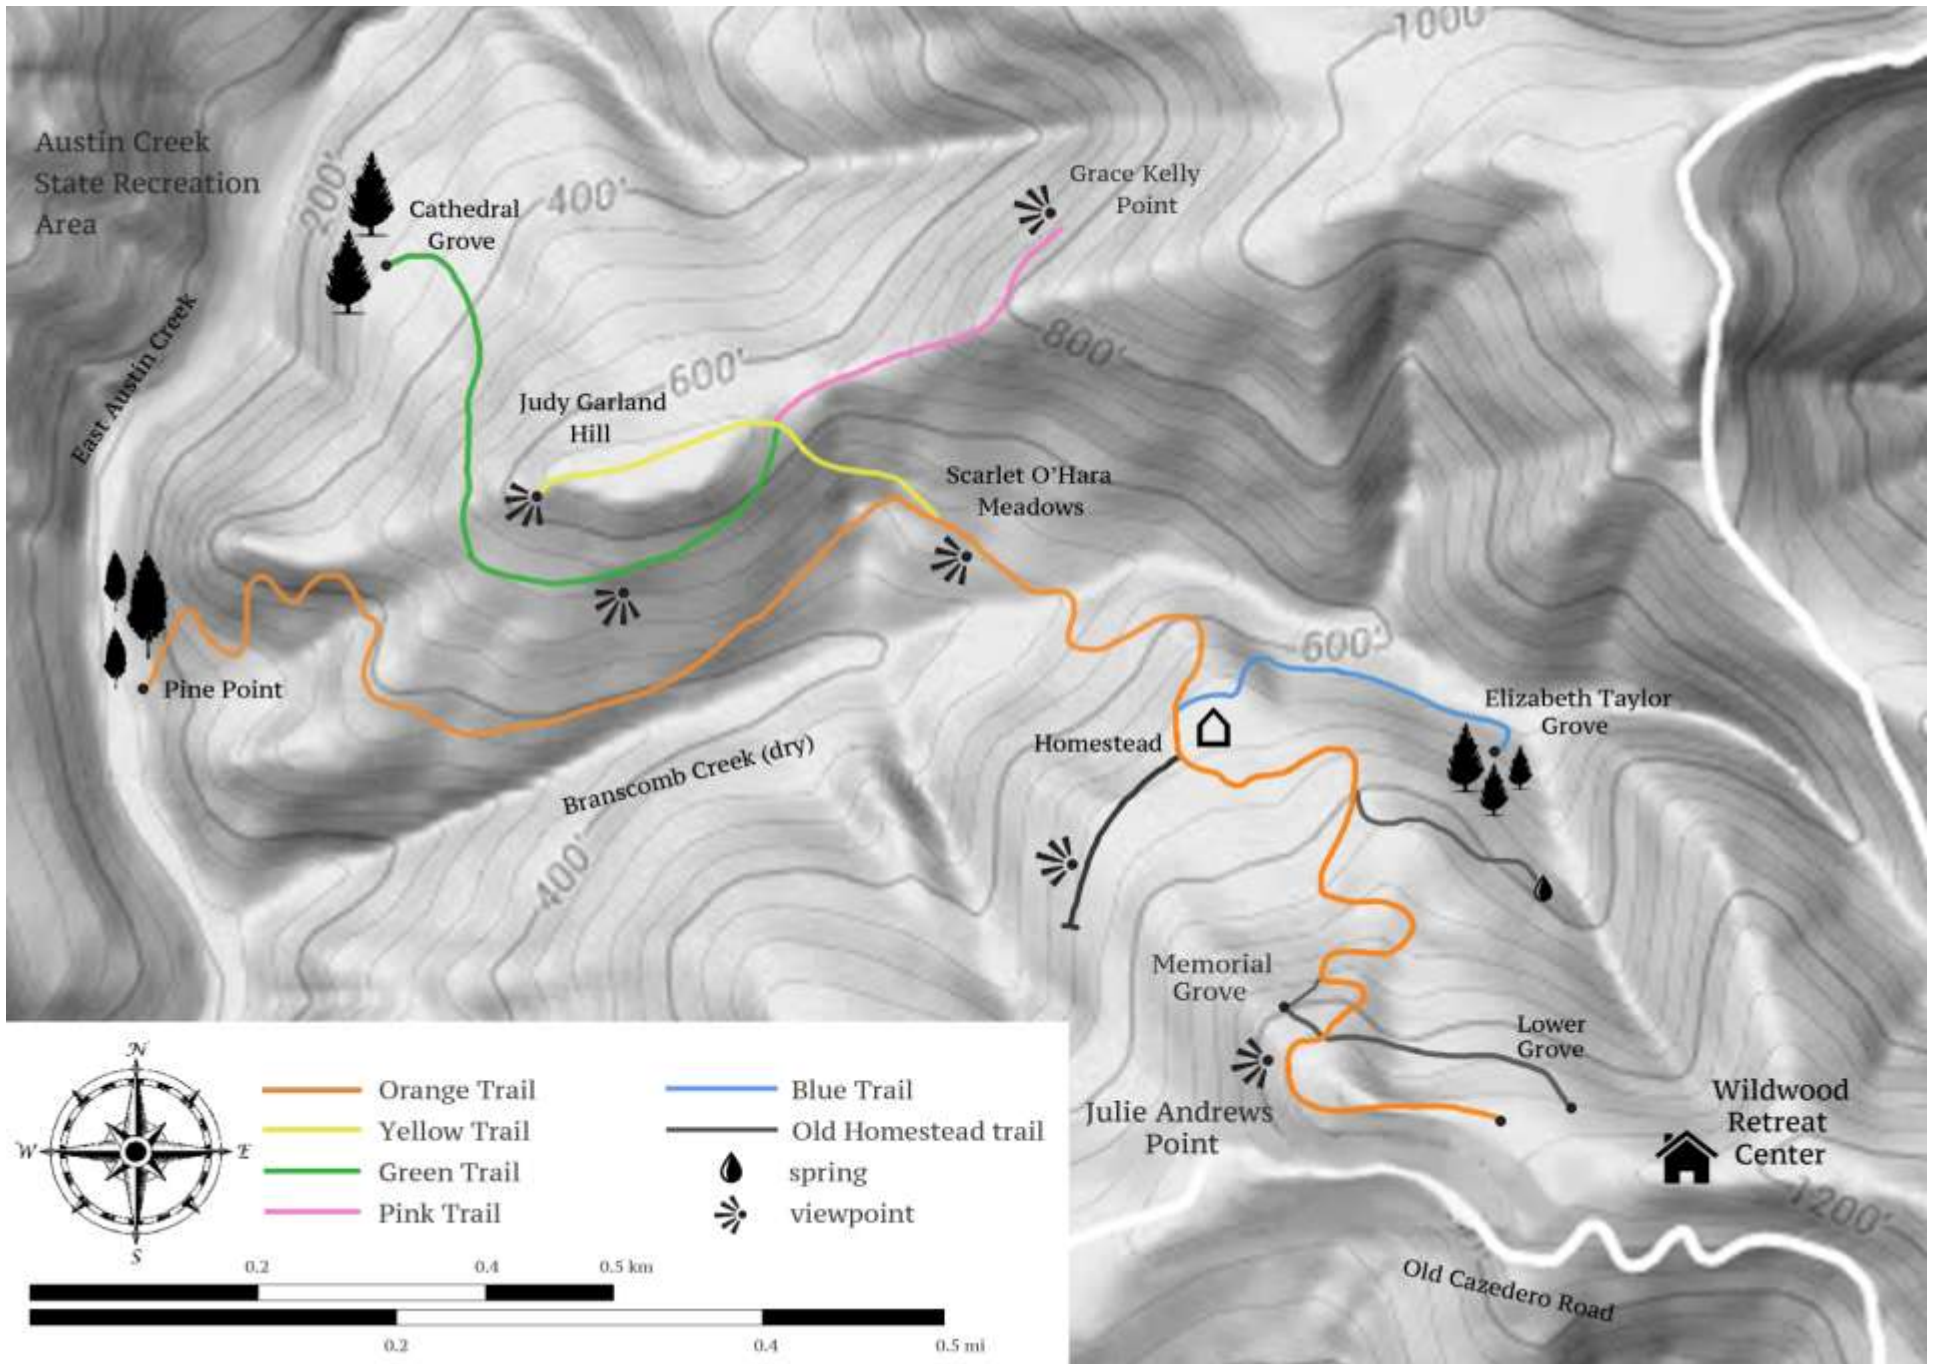 1000'
Austin Creek
State Recreation
Area
200'
Cathedral
Grove
400'
Grace Kelly
Point
East Austin Creek
800'
600'
Judy Garland
Hill
Scarlet O'Hara
Meadows
Pine Point
600'
Elizabeth Taylor
Grove
Homestead
Branscomb Creek (dry)
400'
Memorial
Grove
Lower
Grove
Julie Andrews
Point
Wildwood
Retreat
Center
1200'
Old Cazedero Road
N
W
E
S
Orange Trail
Yellow Trail
Green Trail
Pink Trail
Blue Trail
Old Homestead trail
spring
viewpoint
0.2
0.4
0.5 km
0.2
0.4
0.5 mi